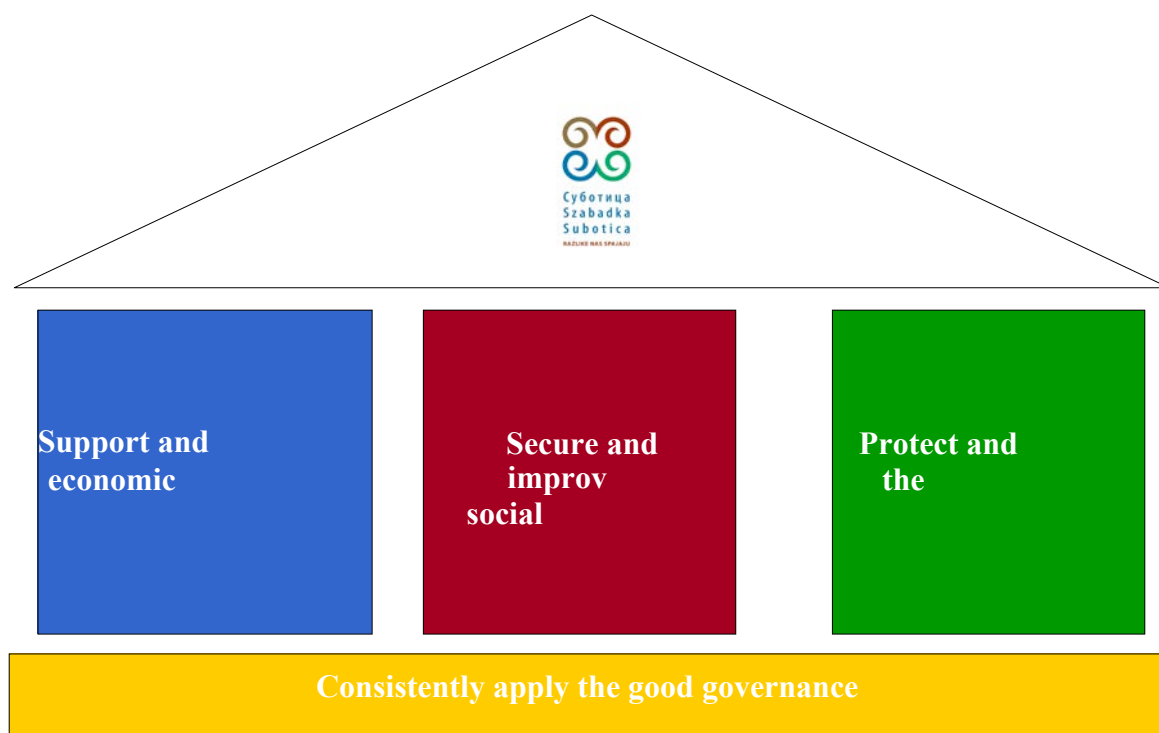 Суботица
Szabadka
Subotica
RAZLIKE NAS SPAJAJU
Support and
economic
Secure and
improv
social
Protect and
the
Consistently apply the good governance